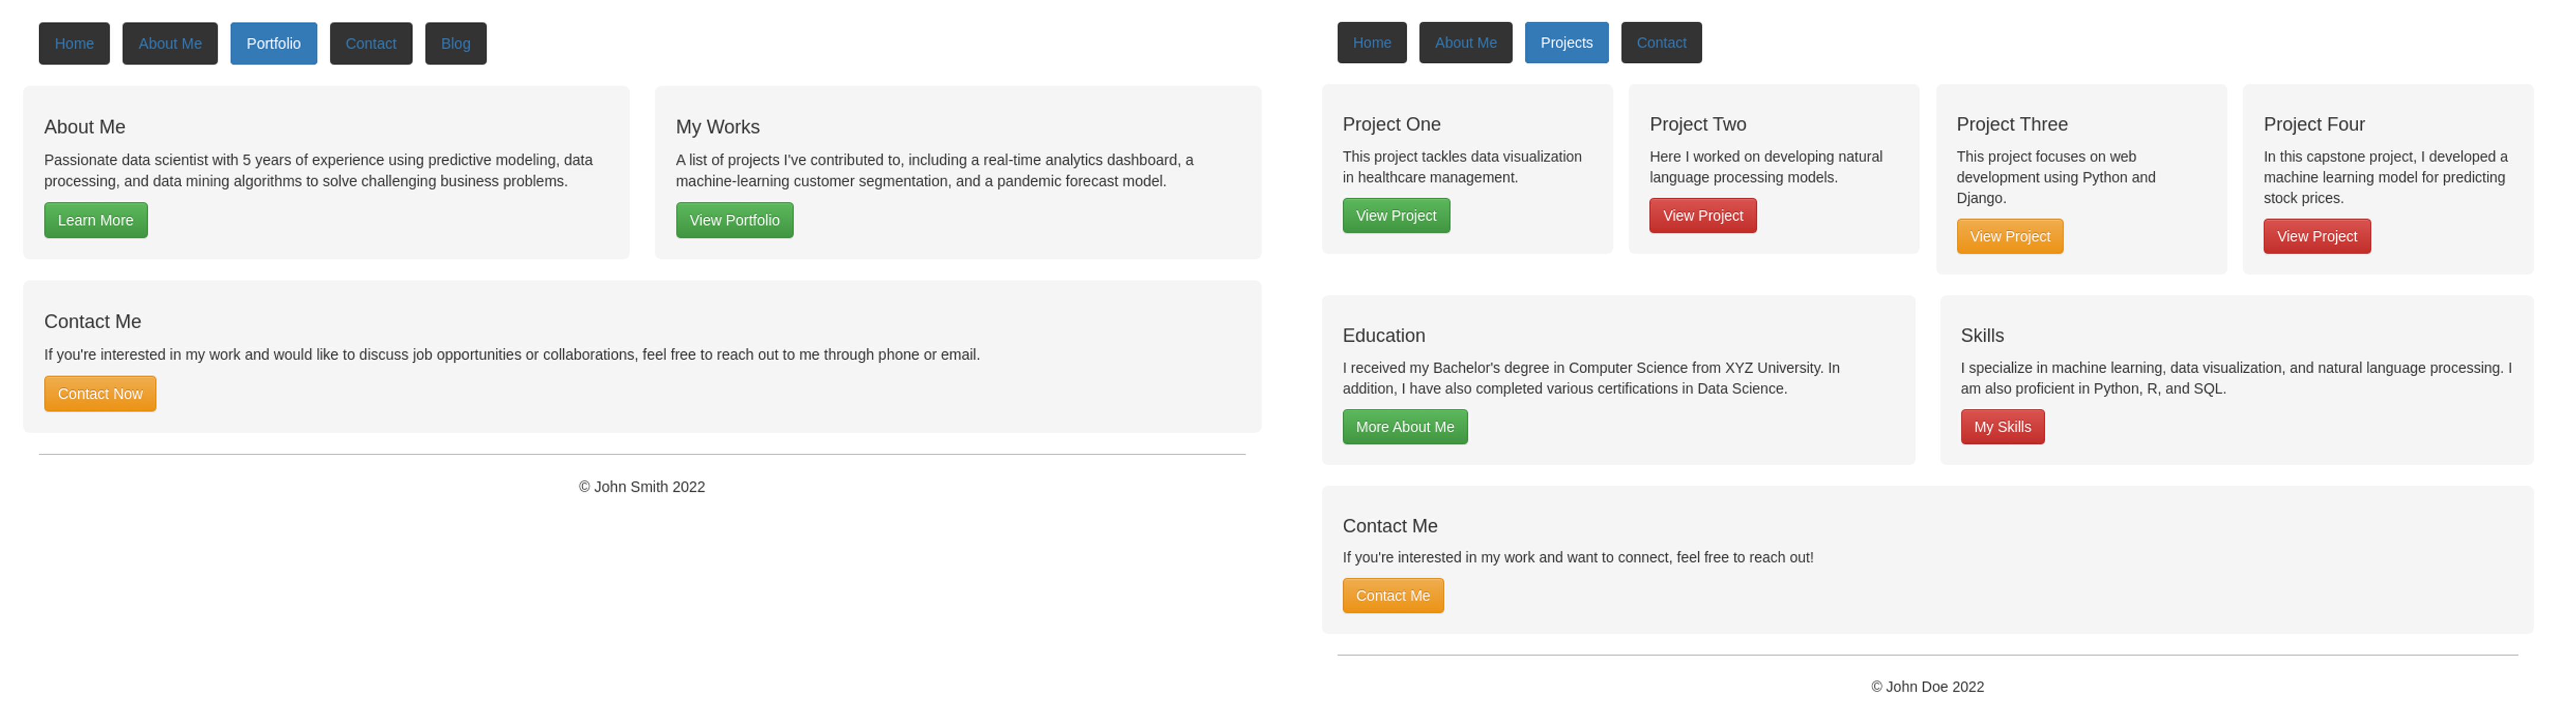 Home About Me Portfolio Contact Blog
About Me
Passionate data scientist with 5 years of experience using predictive modeling, data
processing, and data mining algorithms to solve challenging business problems.
Learn More
My Works
A list of projects I've contributed to, including a real-time analytics dashboard, a
machine-learning customer segmentation, and a pandemic forecast model.
View Portfolio
Contact Me
If you're interested in my work and would like to discuss job opportunities or collaborations, feel free to reach out to me through phone or email.
Contact Now
© John Smith 2022
Home About Me Projects Contact
Project One
This project tackles data visualization
in healthcare management.
View Project
Project Two
Here I worked on developing natural
language processing models.
View Project
Project Three
This project focuses on web
development using Python and
Django.
View Project
Project Four
In this capstone project, I developed a
machine learning model for predicting
stock prices.
View Project
Education
I received my Bachelor's degree in Computer Science from XYZ University. In
addition, I have also completed various certifications in Data Science.
More About Me
Skills
I specialize in machine learning, data visualization, and natural language processing. I
am also proficient in Python, R, and SQL.
My Skills
Contact Me
If you're interested in my work and want to connect, feel free to reach out!
Contact Me
© John Doe 2022